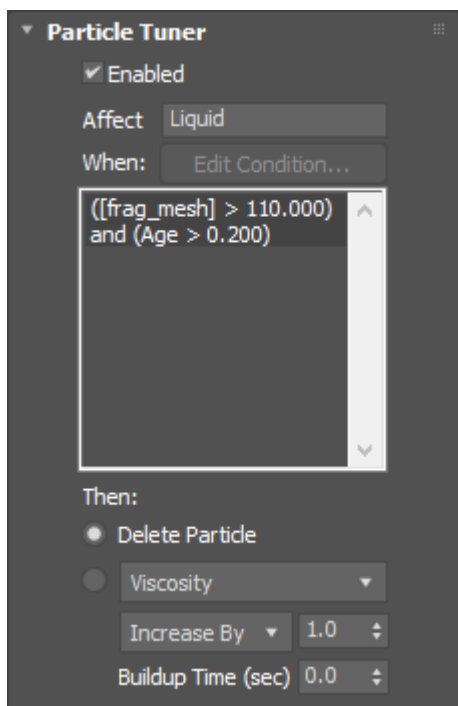 Particle Tuner
Enabled
Affect Liquid
When: Edit Condition...
([frag_mesh] > 110.000)
and (Age > 0.200)
Then:
Delete Particle
Viscosity
Increase By 1.0
Buildup Time (sec) 0.0